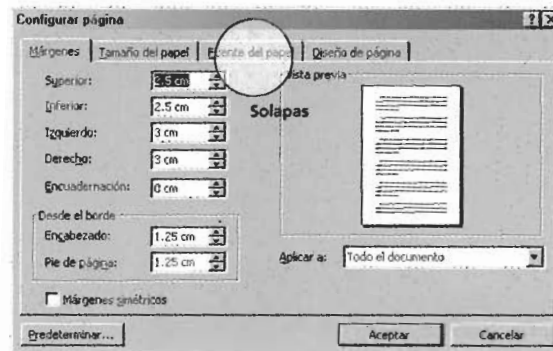 Configurar página
Márgenes
Tamaño del papel
Fuente del papel
Diseño de página
Superior: 2.5 cm
Inferior: 2.5 cm
Izquierdo: 3 cm
Derecho: 3 cm
Encuadernación: 0 cm
Desde el borde
Encabezado: 1.25 cm
Pie de página: 1.25 cm
Márgenes simétricos
Solapas
Vista previa
Aplicar a: Todo el documento
Predeterminar...
Aceptar
Cancelar